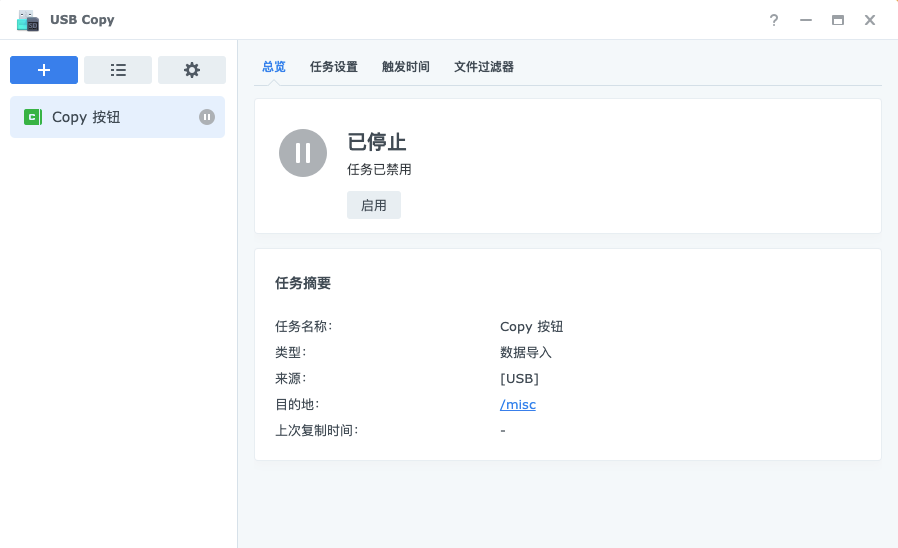 USB Copy
Copy 按钮
总览 任务设置 触发时间 文件过滤器
已停止
任务已禁用
启用
任务摘要
任务名称： Copy 按钮
类型： 数据导入
来源： [USB]
目的地： /misc
上次复制时间： -